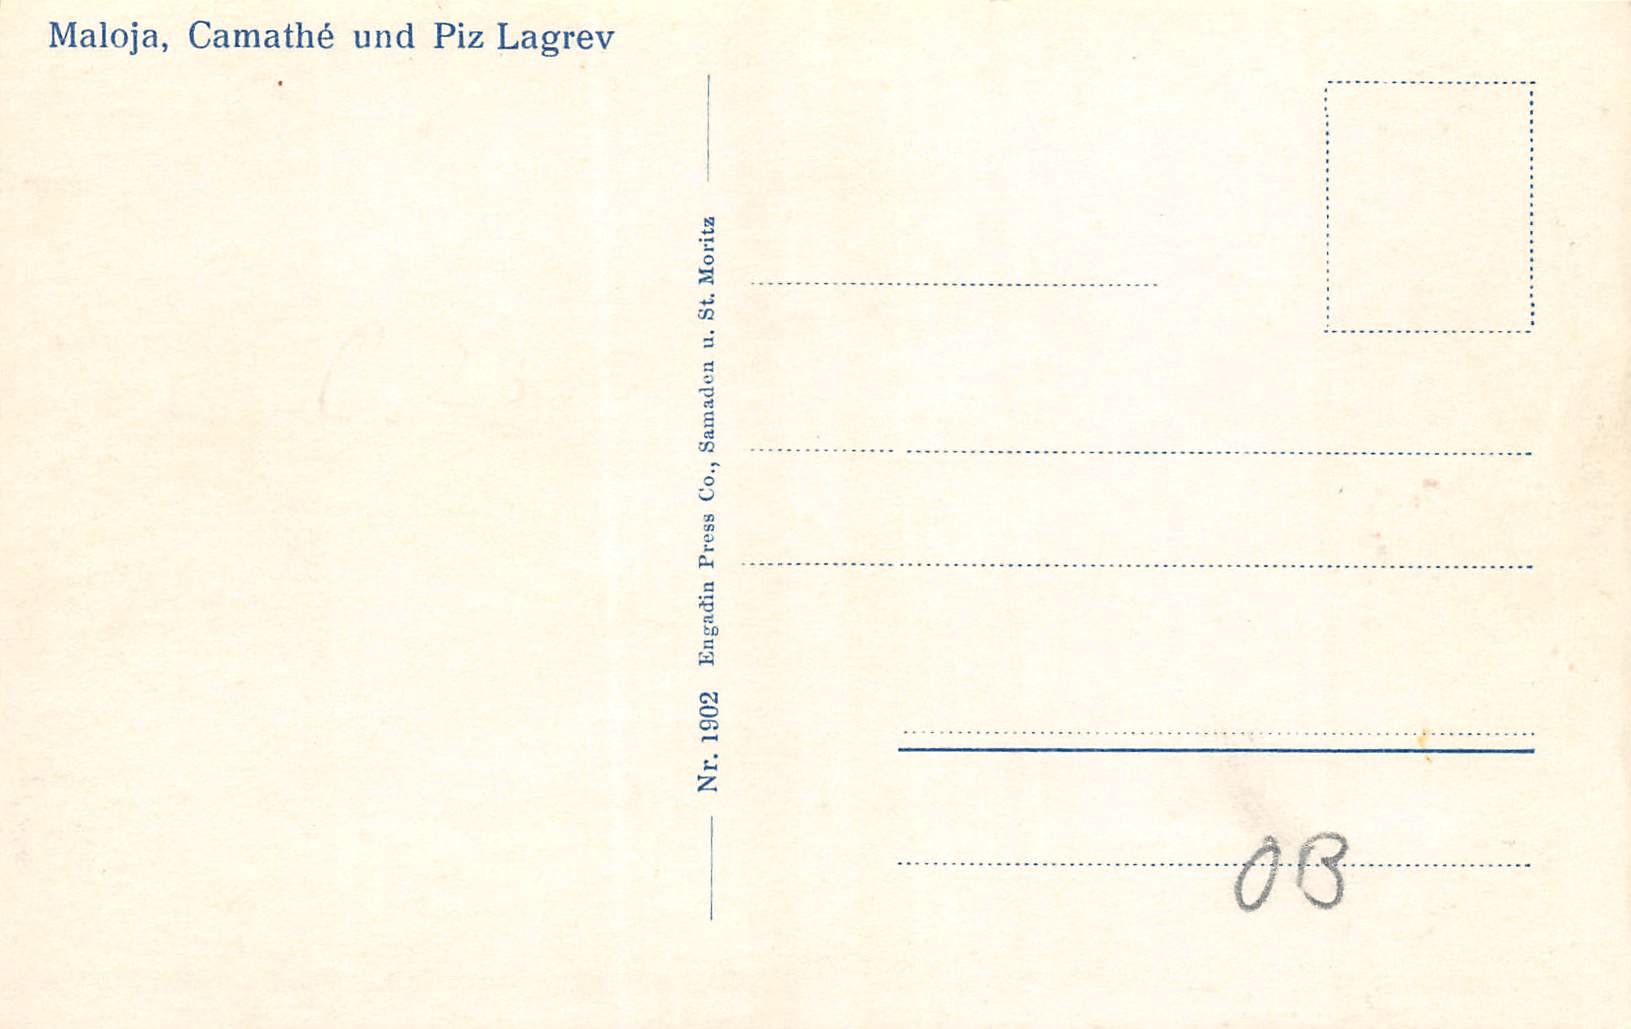 Maloja, Camathé und Piz Lagrev
Nr. 1902 Engadin Press Co., Samaden u. St. Moritz
OB